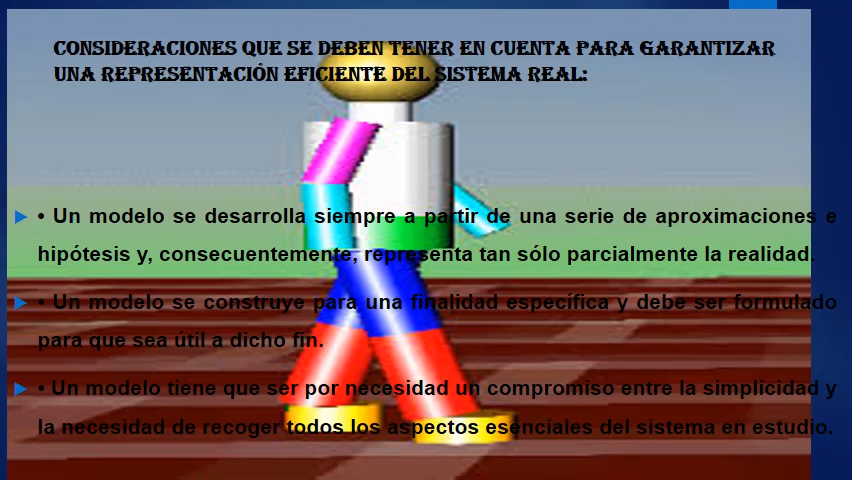 CONSIDERACIONES QUE SE DEBEN TENER EN CUENTA PARA GARANTIZAR
UNA REPRESENTACIÓN EFICIENTE DEL SISTEMA REAL:
• Un modelo se desarrolla siempre a partir de una serie de aproximaciones e
hipótesis y, consecuentemente, representa tan sólo parcialmente la realidad.
• Un modelo se construye para una finalidad específica y debe ser formulado
para que sea útil a dicho fin.
• Un modelo tiene que ser por necesidad un compromiso entre la simplicidad y
la necesidad de recoger todos los aspectos esenciales del sistema en estudio.